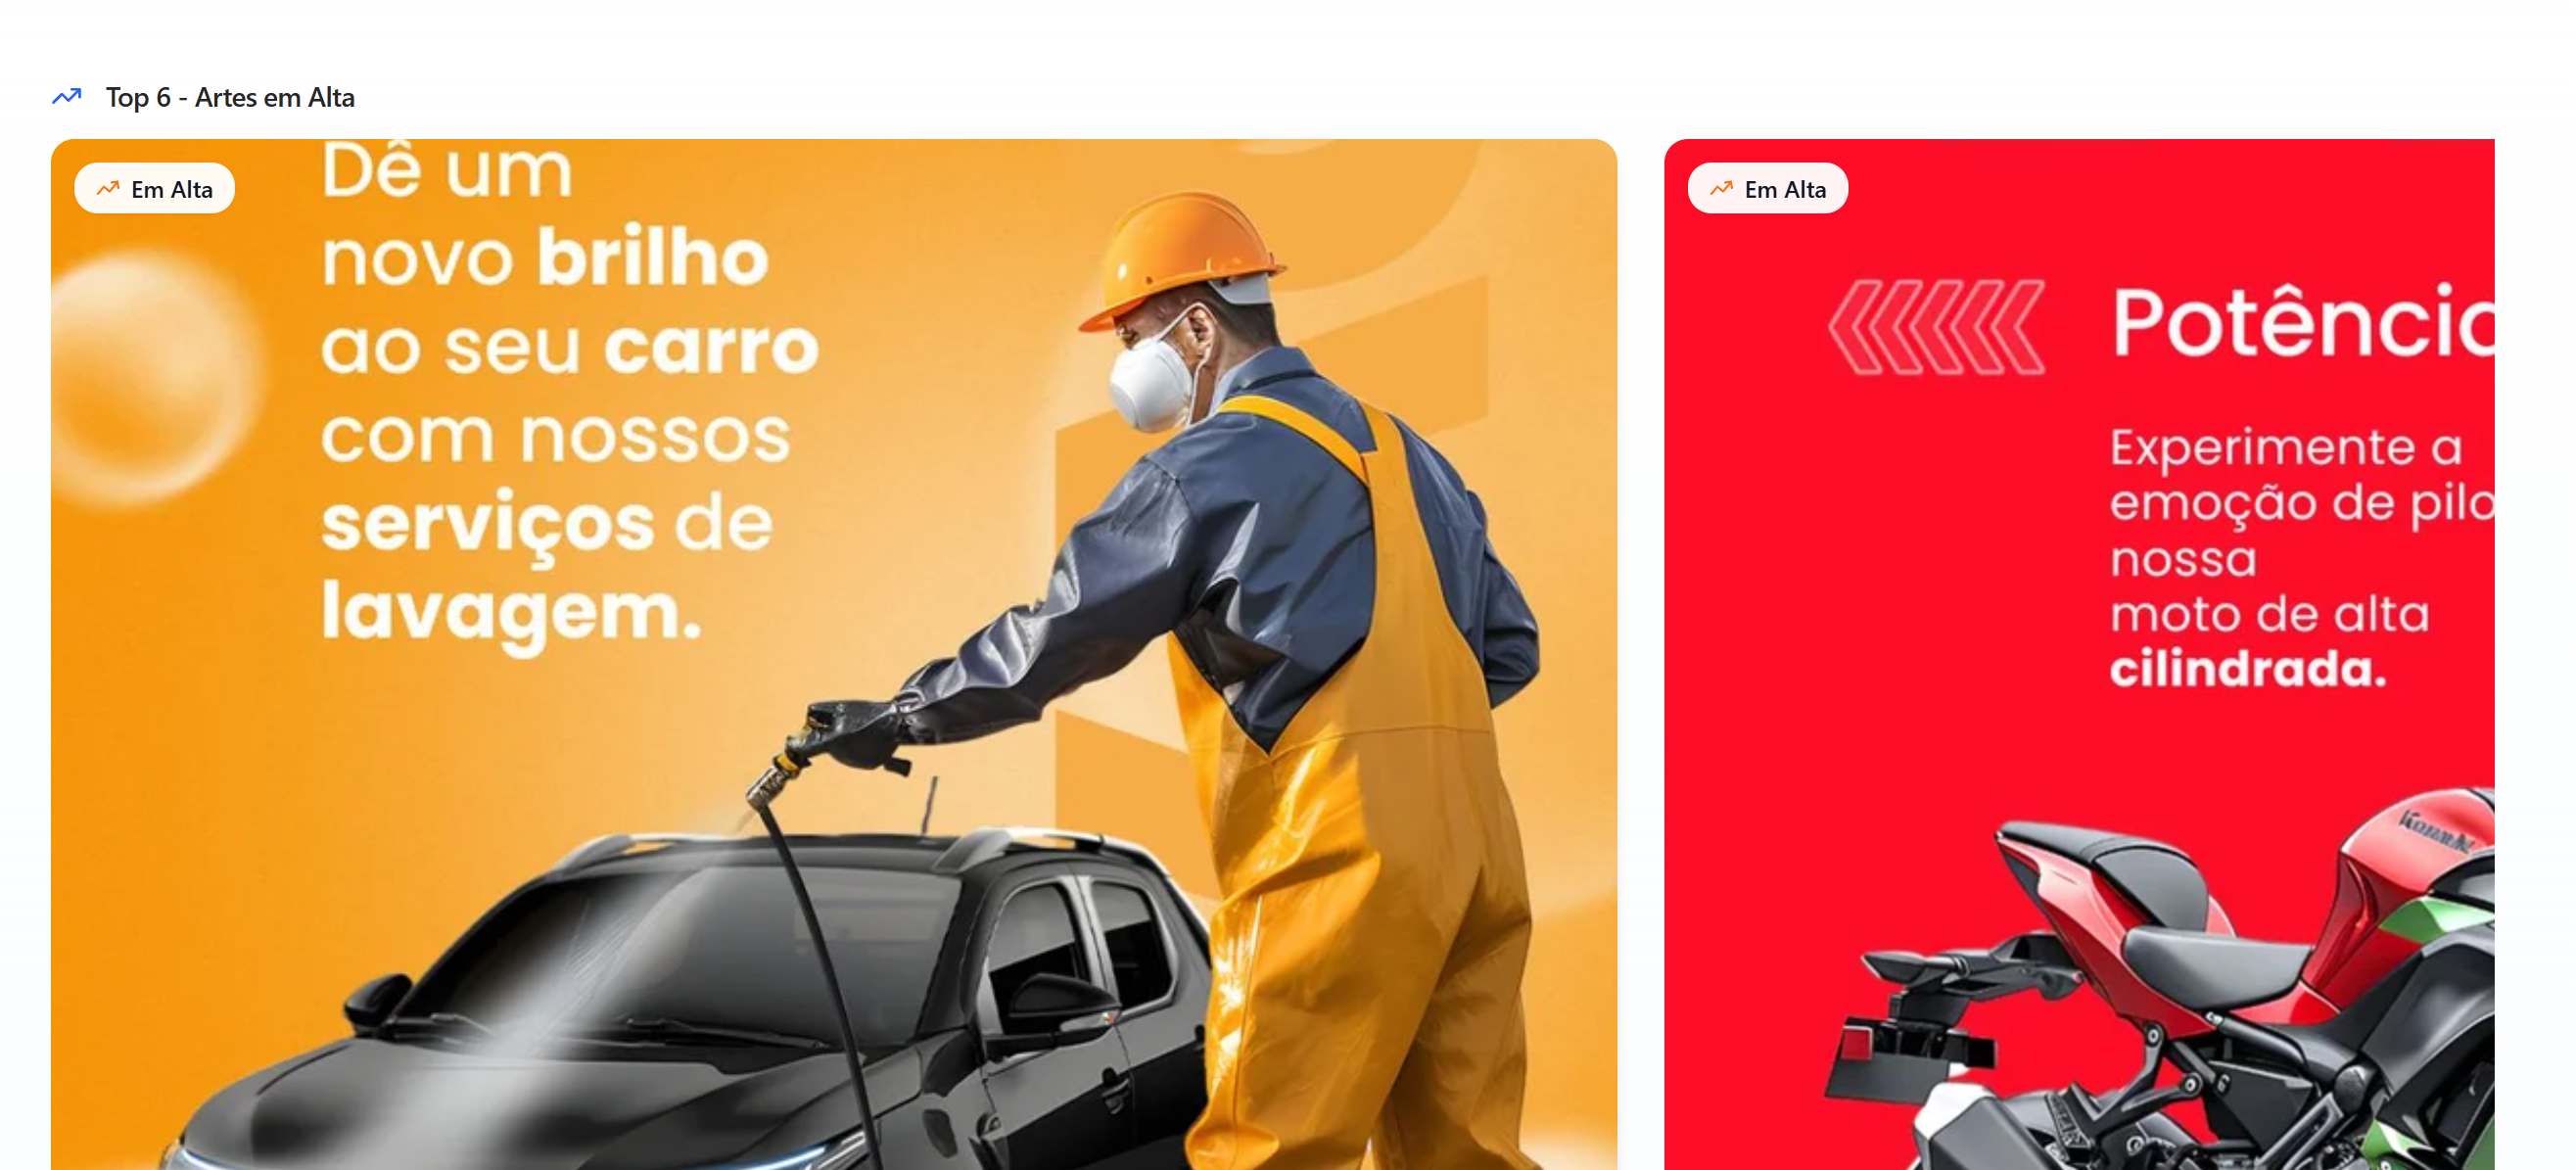 Top 6 - Artes em Alta
Em Alta
Dê um
novo brilho
ao seu carro
com nossos
serviços de
lavagem.
Em Alta
Potência
Experimente a
emoção de pilo
nossa
moto de alta
cilindrada.